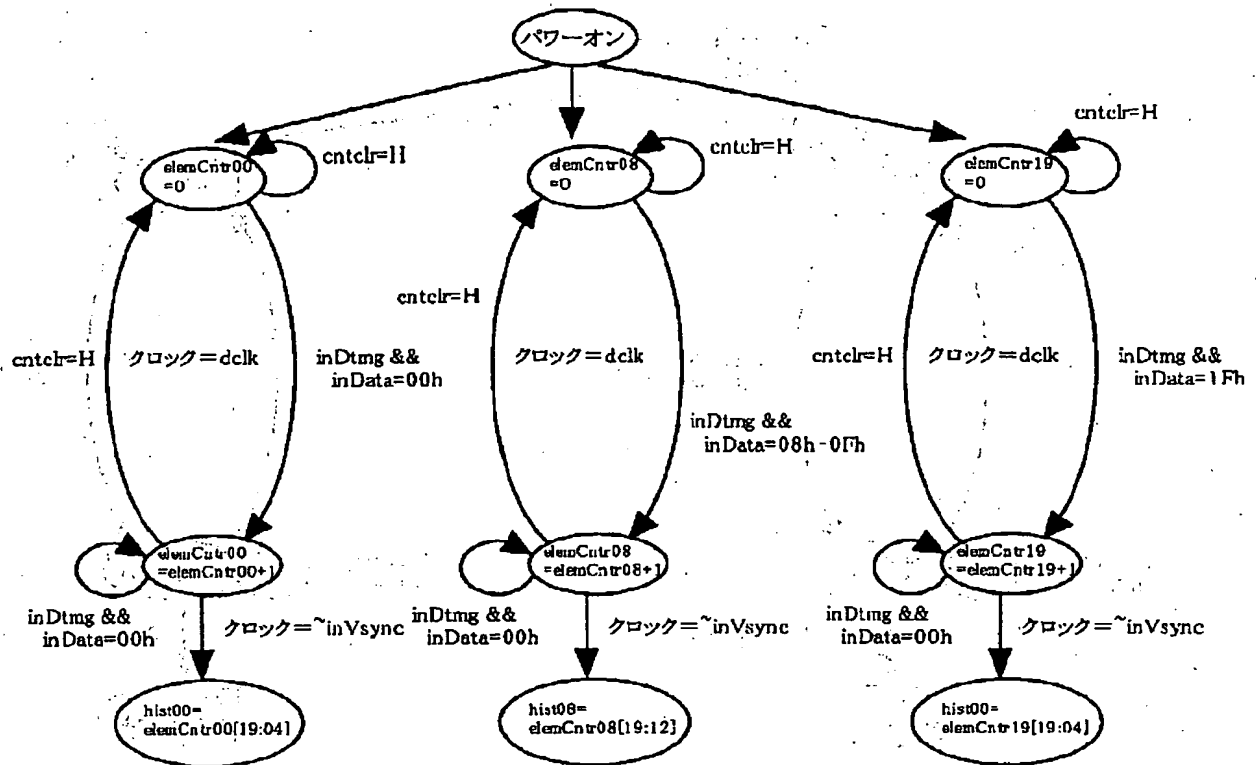 パワーオン
cntclr=H
cntclr=H
cntclr=H
elemCntr00
=0
elemCntr08
=0
elemCntr19
=0
cntclr=H
クロック=dclk
inDtmg &&
inData=00h
cntclr=H
クロック=dclk
inDtmg &&
inData=08h-0Fh
cntclr=H
クロック=dclk
inDtmg &&
inData=1Fh
elemCntr00
=elemCntr00+1
elemCntr08
=elemCntr08+1
elemCntr19
=elemCntr19+1
inDtmg &&
inData=00h
クロック=~inVsync
inDtmg &&
inData=00h
クロック=~inVsync
inDtmg &&
inData=00h
クロック=~inVsync
hist00=
elemCntr00[19:04]
hist08=
elemCntr08[19:12]
hist00=
elemCntr19[19:04]